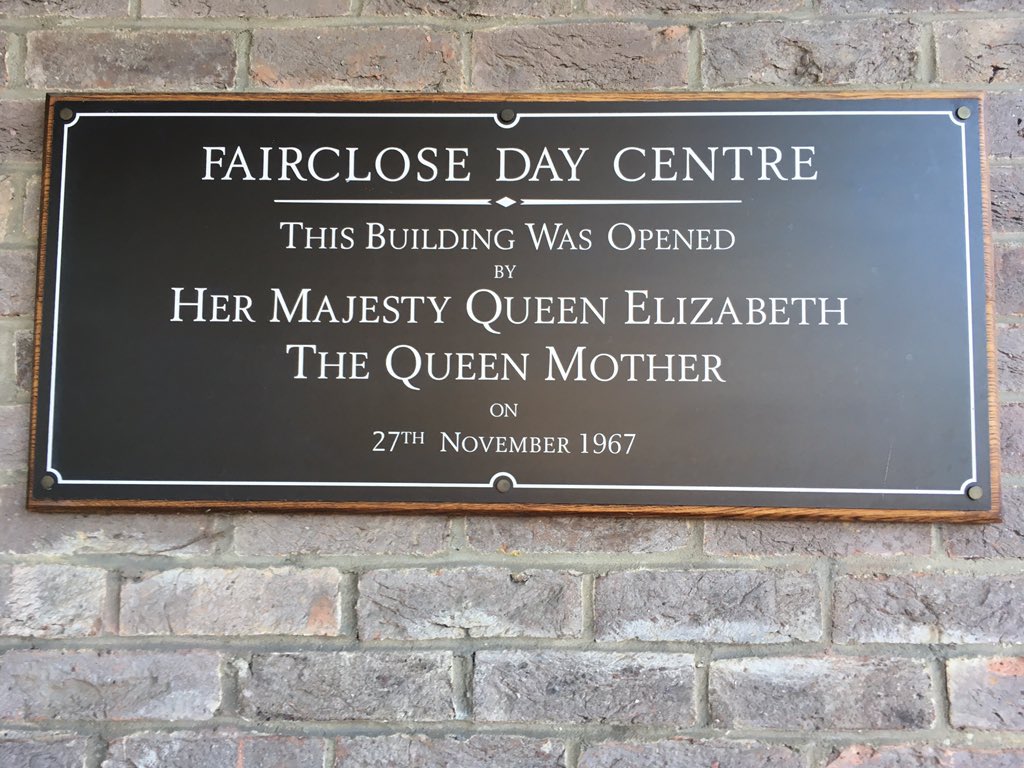 FAIRCLOSE DAY CENTRE
THIS BUILDING WAS OPENED
BY
HER MAJESTY QUEEN ELIZABETH
THE QUEEN MOTHER
ON
27TH NOVEMBER 1967